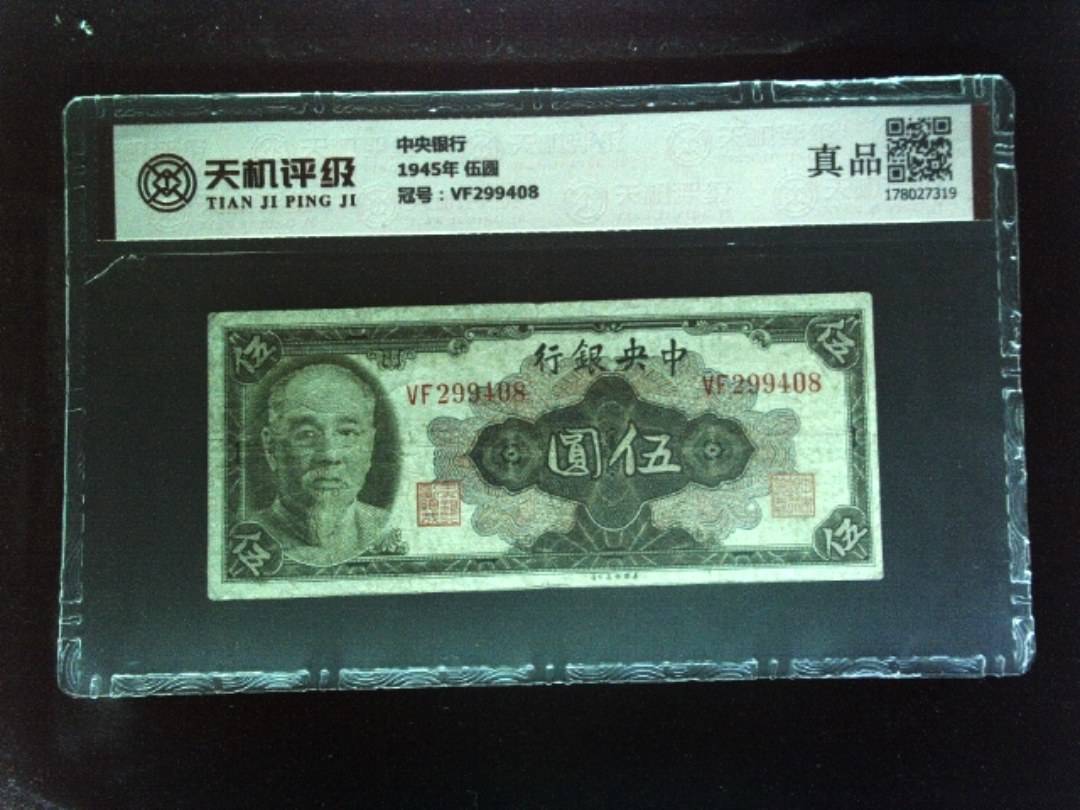 天机评级
TIAN JI PING JI
中央银行
1945年 伍圆
冠号：VF299408
真品
178027319
伍
伍
行銀央中
VF299408
VF299408
圓伍
伍
伍